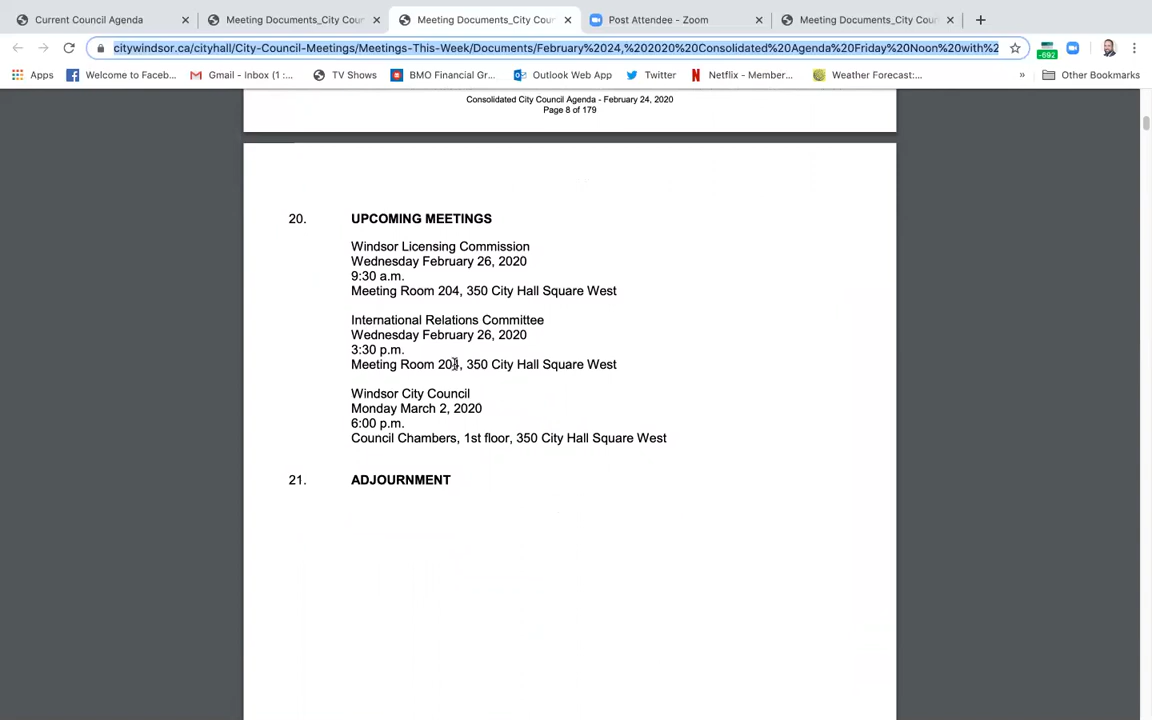 Current Council Agenda
Meeting Documents_City Cour
Meeting Documents_City Cour
Post Attendee - Zoom
Meeting Documents_City Cour
citywindsor.ca/cityhall/City-Council-Meetings/Meetings-This-Week/Documents/February%2024,%202020%20Consolidated%20Agenda%20Friday%20Noon%20with%2
-692
Apps
Welcome to Faceb...
Gmail - Inbox (1) - ...
TV Shows
BMO Financial Gr...
Outlook Web App
Twitter
Netflix - Member...
Weather Forecast:...
»
Other Bookmarks
Consolidated City Council Agenda - February 24, 2020
Page 8 of 179
20. UPCOMING MEETINGS
Windsor Licensing Commission
Wednesday February 26, 2020
9:30 a.m.
Meeting Room 204, 350 City Hall Square West
International Relations Committee
Wednesday February 26, 2020
3:30 p.m.
Meeting Room 204, 350 City Hall Square West
Windsor City Council
Monday March 2, 2020
6:00 p.m.
Council Chambers, 1st floor, 350 City Hall Square West
21. ADJOURNMENT